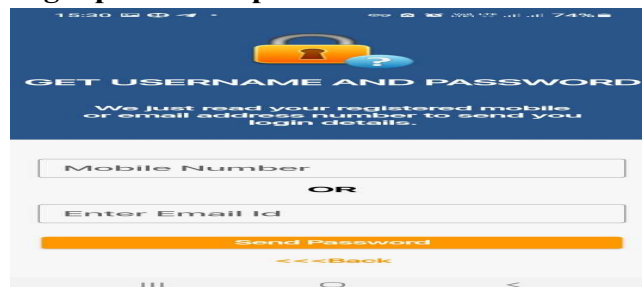 15:30 74%
GET USERNAME AND PASSWORD
We just read your registered mobile
or email address number to send you
login details.
Mobile Number
OR
Enter Email Id
Send Password
<<<Back